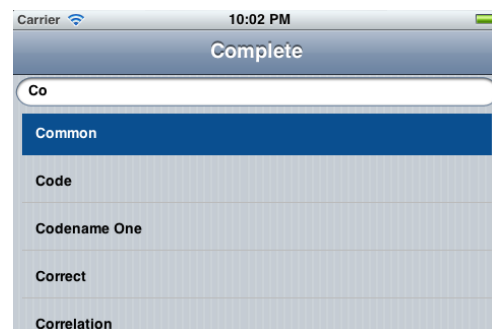 Carrier 10:02 PM
Complete
Co
Common
Code
Codename One
Correct
Correlation